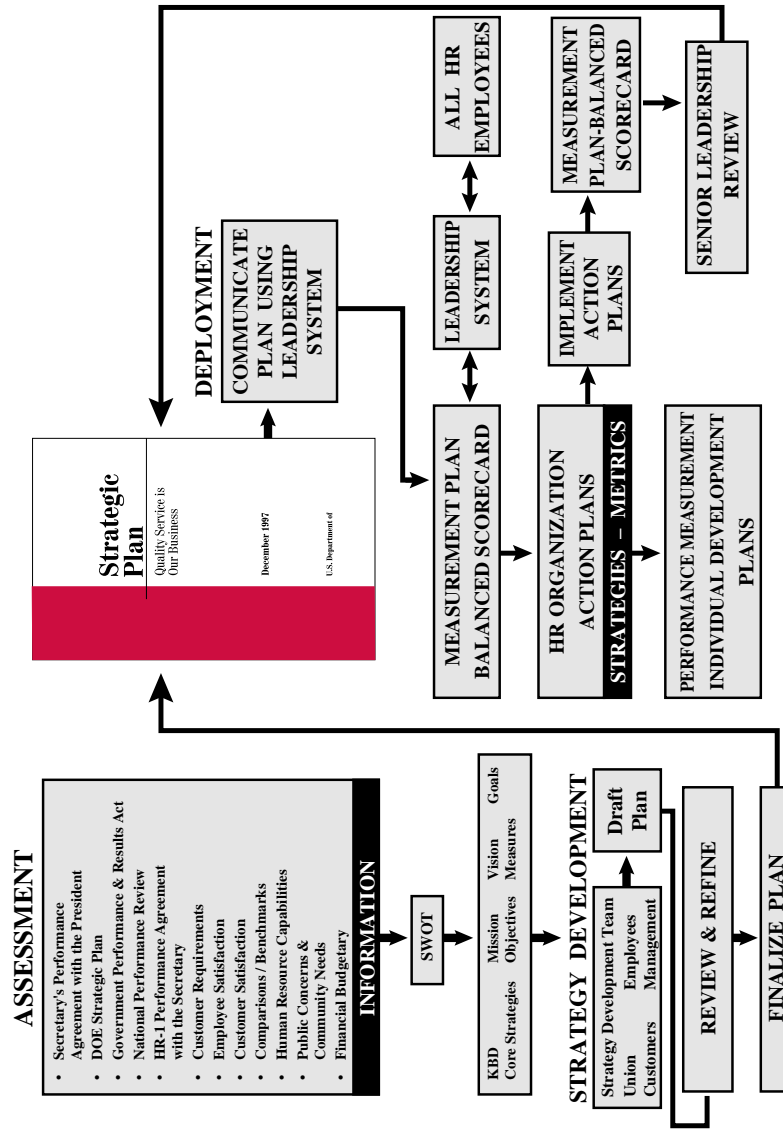 ASSESSMENT
• Secretary's Performance
Agreement with the President
• DOE Strategic Plan
• Government Performance & Results Act
• National Performance Review
• HR-1 Performance Agreement
with the Secretary
• Customer Requirements
• Employee Satisfaction
• Customer Satisfaction
• Comparisons / Benchmarks
• Human Resource Capabilities
• Public Concerns &
Community Needs
• Financial Budgetary
INFORMATION
SWOT
KBD Mission Vision Goals
Core Strategies Objectives Measures
STRATEGY DEVELOPMENT
Strategy Development Team
Union Employees
Customers Management
Draft
Plan
REVIEW & REFINE
FINALIZE PLAN
Strategic
Plan
Quality Service is
Our Business
December 1997
U.S. Department of
DEPLOYMENT
COMMUNICATE
PLAN USING
LEADERSHIP
SYSTEM
MEASUREMENT PLAN
BALANCED SCORECARD
LEADERSHIP
SYSTEM
ALL HR
EMPLOYEES
HR ORGANIZATION
ACTION PLANS
STRATEGIES – METRICS
IMPLEMENT
ACTION
PLANS
MEASUREMENT
PLAN-BALANCED
SCORECARD
PERFORMANCE MEASUREMENT
INDIVIDUAL DEVELOPMENT
PLANS
SENIOR LEADERSHIP
REVIEW